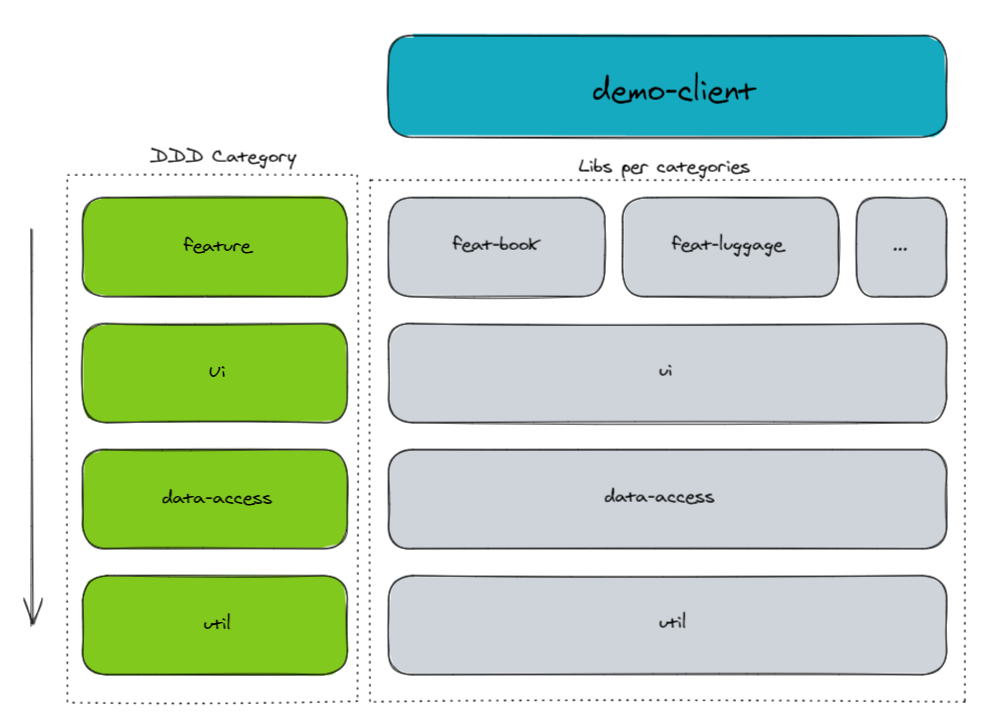 demo-client
DDD Category
Libs per categories
feature
feat-book
feat-luggage
...
ui
ui
data-access
data-access
util
util